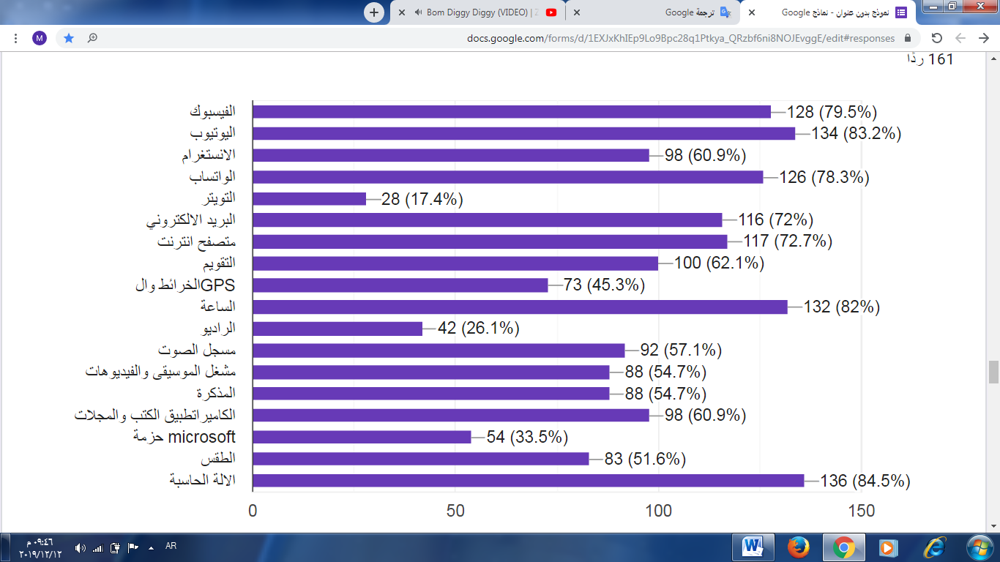 نموذج بدون عنوان - نماذج Google
ترجمة Google
Bom Diggy Diggy (VIDEO) | Z
docs.google.com/forms/d/1EXJxKhIEp9Lo9Bpc28q1Ptkya_QRzbf6ni8NOJEvggE/edit#responses
M
161 ردًا
الفيسبوك 128 (79.5%)
اليوتيوب 134 (83.2%)
الانستغرام 98 (60.9%)
الواتساب 126 (78.3%)
التويتر 28 (17.4%)
البريد الالكتروني 116 (72%)
متصفح انترنت 117 (72.7%)
التقويم 100 (62.1%)
الخرائط والGPS 73 (45.3%)
الساعة 132 (82%)
الراديو 42 (26.1%)
مسجل الصوت 92 (57.1%)
مشغل الموسيقى والفيديوهات 88 (54.7%)
المذكرة 88 (54.7%)
الكاميراتطبيق الكتب والمجلات 98 (60.9%)
حزمة microsoft 54 (33.5%)
الطقس 83 (51.6%)
الالة الحاسبة 136 (84.5%)
0 50 100 150
AR
٠٩:٤٦ م
٢٠١٩/١٢/١٢